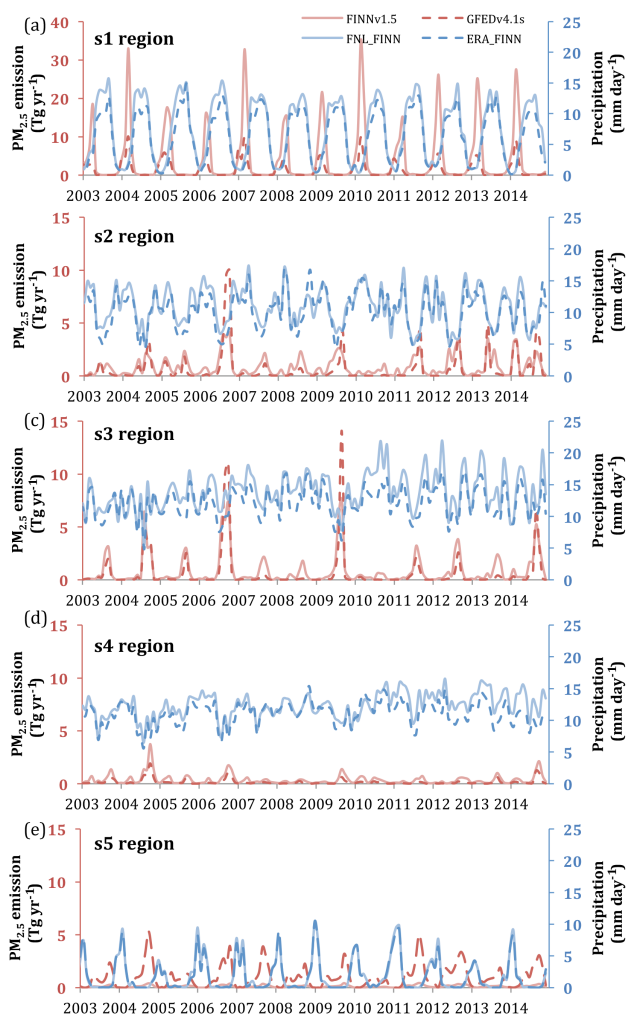 (a)
FINNv1.5
GFEDv4.1s
FNL_FINN
ERA_FINN
s1 region
PM2.5 emission
(Tg yr-1)
40
30
20
10
0
25
20
15
10
5
0
Precipitation
(mm day-1)
2003 2004 2005 2006 2007 2008 2009 2010 2011 2012 2013 2014
s2 region
PM2.5 emission
(Tg yr-1)
15
10
5
0
25
20
15
10
5
0
Precipitation
(mm day-1)
2003 2004 2005 2006 2007 2008 2009 2010 2011 2012 2013 2014
(c)
s3 region
PM2.5 emission
(Tg yr-1)
15
10
5
0
25
20
15
10
5
0
Precipitation
(mm day-1)
2003 2004 2005 2006 2007 2008 2009 2010 2011 2012 2013 2014
(d)
s4 region
PM2.5 emission
(Tg yr-1)
15
10
5
0
25
20
15
10
5
0
Precipitation
(mm day-1)
2003 2004 2005 2006 2007 2008 2009 2010 2011 2012 2013 2014
(e)
s5 region
PM2.5 emission
(Tg yr-1)
15
10
5
0
25
20
15
10
5
0
Precipitation
(mm day-1)
2003 2004 2005 2006 2007 2008 2009 2010 2011 2012 2013 2014